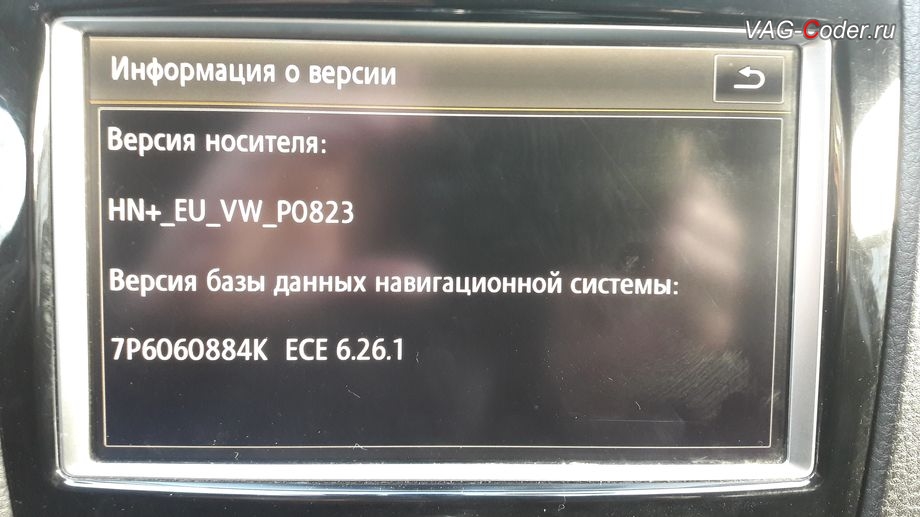 VAG-Coder.ru
Информация о версии
Версия носителя:
HN+_EU_VW_P0823
Версия базы данных навигационной системы:
7P6060884K ECE 6.26.1